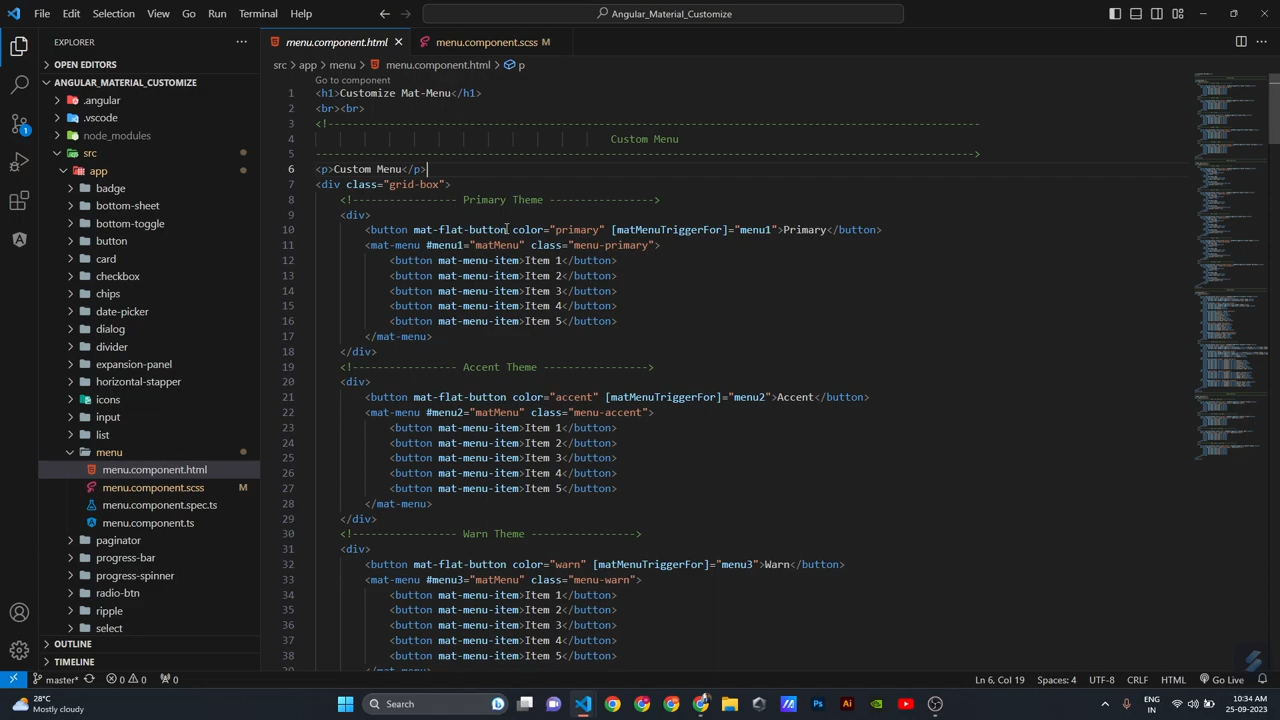 File Edit Selection View Go Run Terminal Help
Angular_Material_Customize
EXPLORER
OPEN EDITORS
ANGULAR_MATERIAL_CUSTOMIZE
.angular
.vscode
node_modules
src
app
badge
bottom-sheet
bottom-toggle
button
card
checkbox
chips
date-picker
dialog
divider
expansion-panel
horizontal-stapper
icons
input
list
menu
menu.component.html
menu.component.scss M
menu.component.spec.ts
menu.component.ts
paginator
progress-bar
progress-spinner
radio-btn
ripple
select
OUTLINE
TIMELINE
menu.component.html menu.component.scss M
src > app > menu > menu.component.html > p
Go to component
1 <h1>Customize Mat-Menu</h1>
2 <br><br>
3 <!------------------------------------------------------------------------------------------------------------
4 Custom Menu
5 ------------------------------------------------------------------------------------------------------------>
6 <p>Custom Menu</p>
7 <div class="grid-box">
8 <!----------------- Primary Theme ------------------>
9 <div>
10 <button mat-flat-button color="primary" [matMenuTriggerFor]="menu1">Primary</button>
11 <mat-menu #menu1="matMenu" class="menu-primary">
12 <button mat-menu-item>Item 1</button>
13 <button mat-menu-item>Item 2</button>
14 <button mat-menu-item>Item 3</button>
15 <button mat-menu-item>Item 4</button>
16 <button mat-menu-item>Item 5</button>
17 </mat-menu>
18 </div>
19 <!----------------- Accent Theme ------------------>
20 <div>
21 <button mat-flat-button color="accent" [matMenuTriggerFor]="menu2">Accent</button>
22 <mat-menu #menu2="matMenu" class="menu-accent">
23 <button mat-menu-item>Item 1</button>
24 <button mat-menu-item>Item 2</button>
25 <button mat-menu-item>Item 3</button>
26 <button mat-menu-item>Item 4</button>
27 <button mat-menu-item>Item 5</button>
28 </mat-menu>
29 </div>
30 <!----------------- Warn Theme ----------------->
31 <div>
32 <button mat-flat-button color="warn" [matMenuTriggerFor]="menu3">Warn</button>
33 <mat-menu #menu3="matMenu" class="menu-warn">
34 <button mat-menu-item>Item 1</button>
35 <button mat-menu-item>Item 2</button>
36 <button mat-menu-item>Item 3</button>
37 <button mat-menu-item>Item 4</button>
38 <button mat-menu-item>Item 5</button>
39 </mat-menu>
master* 0 0 0 Ln 6, Col 19 Spaces: 4 UTF-8 CRLF HTML Go Live
28°C
Mostly cloudy
Search
ENG
IN
10:34 AM
25-09-2023